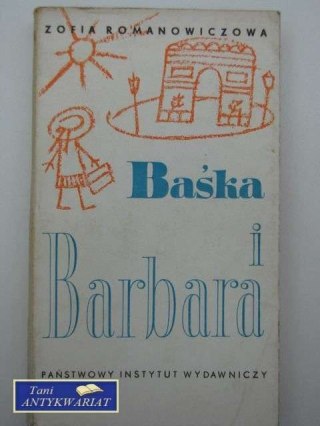 ZOFIA ROMANOWICZOWA
Baśka
i
Barbara
PAŃSTWOWY INSTYTUT WYDAWNICZY
Tani
ANTYKWARIAT